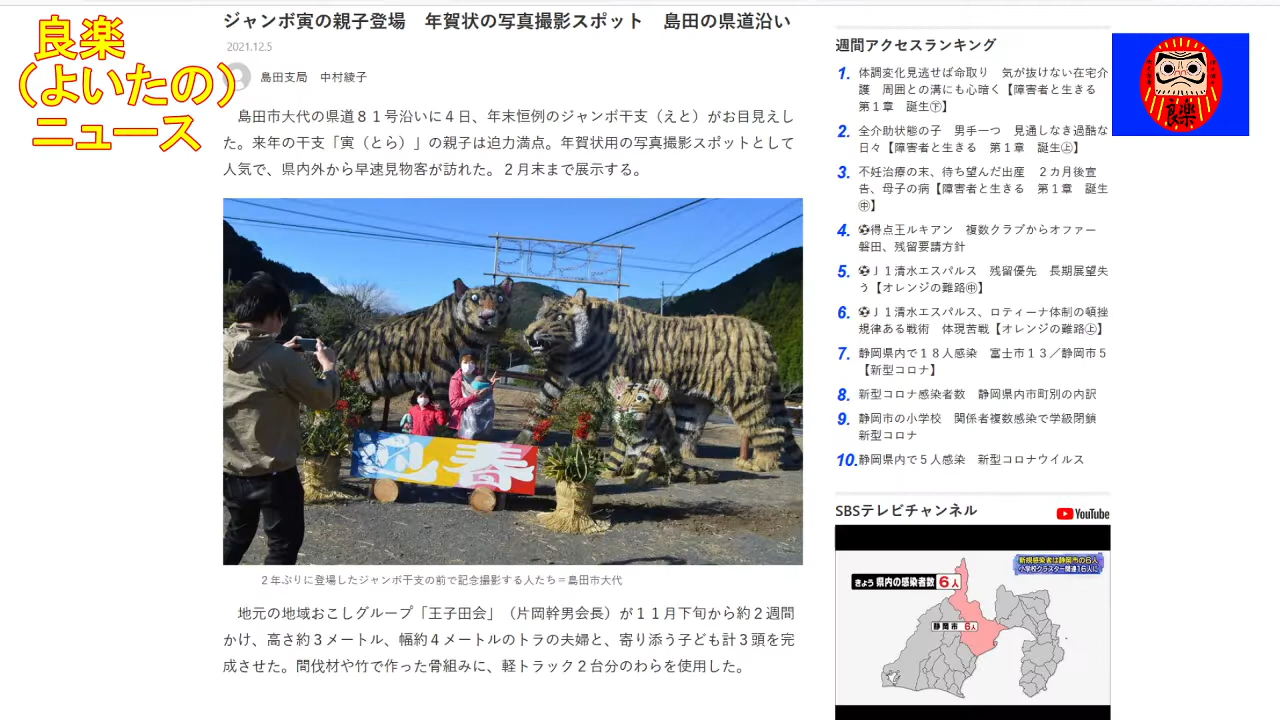 ジャンボ寅の親子登場　年賀状の写真撮影スポット　島田の県道沿い
2021.12.5
島田支局　中村綾子
良楽
（よいたの）
ニュース
　島田市大代の県道８１号沿いに４日、年末恒例のジャンボ干支（えと）がお目見えし
た。来年の干支「寅（とら）」の親子は迫力満点。年賀状用の写真撮影スポットとして
人気で、県内外から早速見物客が訪れた。２月末まで展示する。
迎春
２年ぶりに登場したジャンボ干支の前で記念撮影する人たち＝島田市大代
　地元の地域おこしグループ「王子田会」（片岡幹男会長）が１１月下旬から約２週間
かけ、高さ約３メートル、幅約４メートルのトラの夫婦と、寄り添う子ども計３頭を完
成させた。間伐材や竹で作った骨組みに、軽トラック２台分のわらを使用した。
週間アクセスランキング
1. 体調変化見逃せば命取り　気が抜けない在宅介
護　周囲との溝にも心暗く【障害者と生きる
第１章　誕生㊦】
2. 全介助状態の子　男手一つ　見通しなき過酷な
日々【障害者と生きる　第１章　誕生㊤】
3. 不妊治療の末、待ち望んだ出産　２カ月後宣
告、母子の病【障害者と生きる　第１章　誕生
㊥】
4. ⚽得点王ルキアン　複数クラブからオファー
磐田、残留要請方針
5. ⚽Ｊ１清水エスパルス　残留優先　長期展望失
う【オレンジの難路㊥】
6. ⚽Ｊ１清水エスパルス、ロティーナ体制の頓挫
規律ある戦術　体現苦戦【オレンジの難路㊤】
7. 静岡県内で１８人感染　富士市１３／静岡市５
【新型コロナ】
8. 新型コロナ感染者数　静岡県内市町別の内訳
9. 静岡市の小学校　関係者複数感染で学級閉鎖
新型コロナ
10. 静岡県内で５人感染　新型コロナウイルス
SBSテレビチャンネル
YouTube
新規感染者は静岡市の6人
小学校クラスター関連16人に
きょう 県内の感染者数 6人
静岡市 6人
良楽